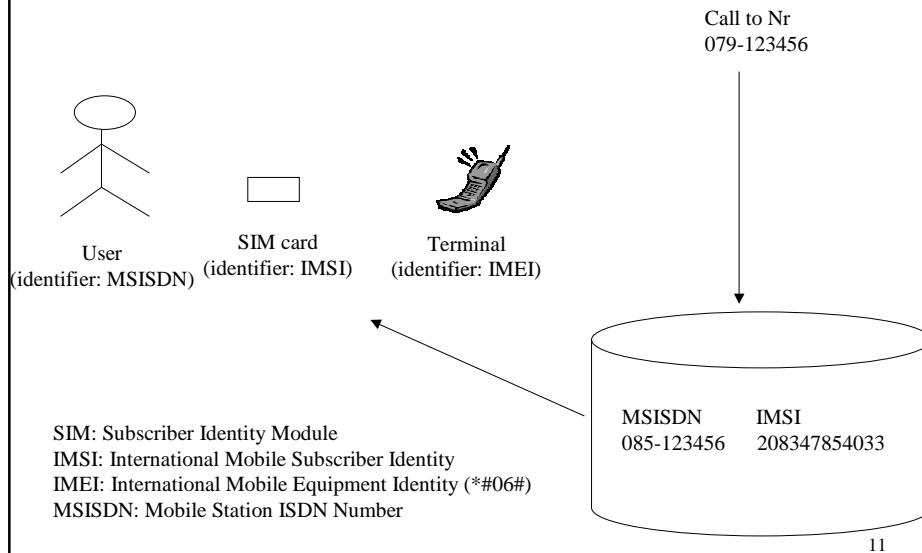 Call to Nr
079-123456
User
(identifier: MSISDN)
SIM card
(identifier: IMSI)
Terminal
(identifier: IMEI)
MSISDN IMSI
085-123456 208347854033
SIM: Subscriber Identity Module
IMSI: International Mobile Subscriber Identity
IMEI: International Mobile Equipment Identity (*#06#)
MSISDN: Mobile Station ISDN Number
11